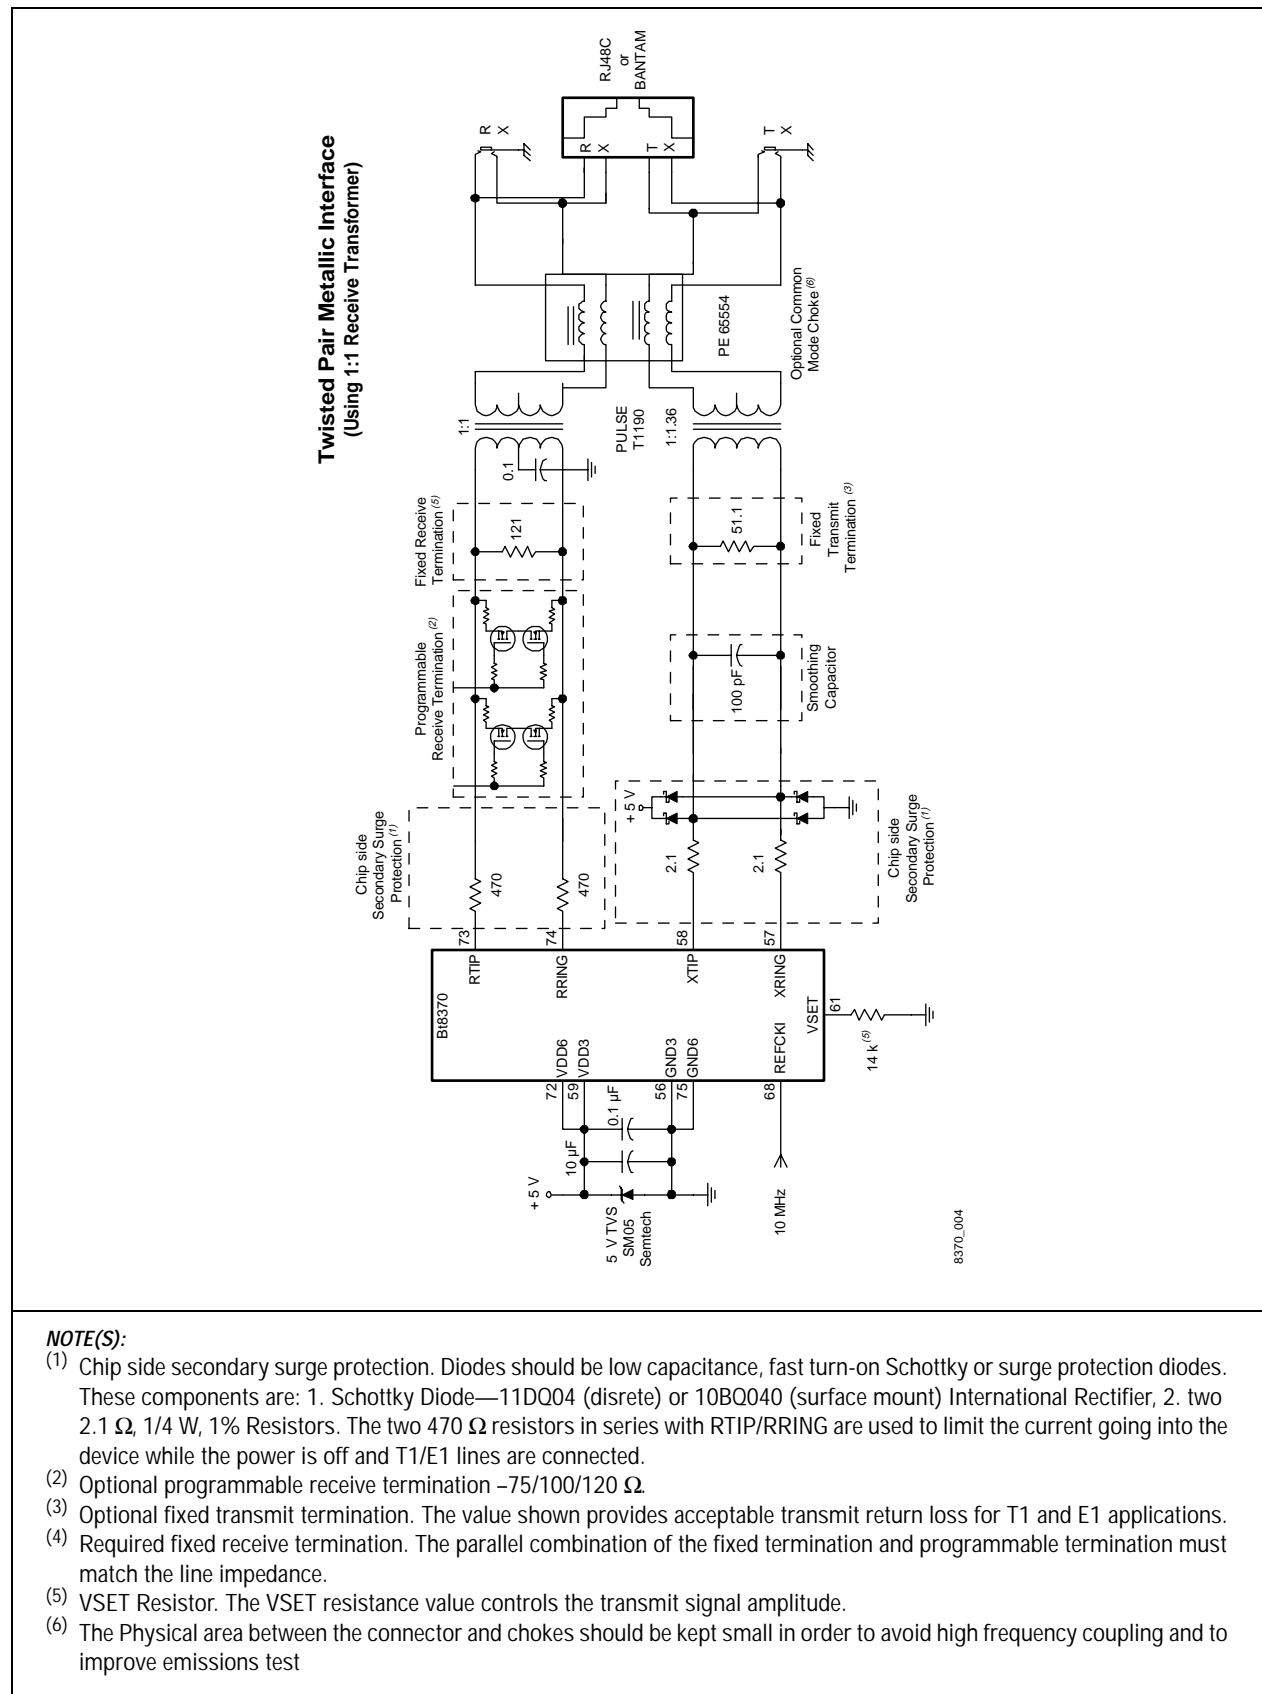 Twisted Pair Metallic Interface
(Using 1:1 Receive Transformer)
RJ48C
or
BANTAM
R
X
T
X
R
X
T
X
Optional Common
Mode Choke (6)
PE 65554
1:1
PULSE
T1190
1:1.36
0.1
Fixed Receive
Termination (5)
121
51.1
Fixed
Transmit
Termination (3)
Programmable
Receive Termination (2)
100 pF
Smoothing
Capacitor
Chip side
Secondary Surge
Protection (1)
470
470
+ 5 V
2.1
2.1
Chip side
Secondary Surge
Protection (1)
73
74
58
57
RTIP
RRING
XTIP
XRING
Bt8370
VSET
61
14 k (5)
VDD6
VDD3
GND3
GND6
REFCKI
72
59
56
75
68
0.1 µF
10 µF
+ 5 V
5 V TVS
SM05
Semtech
10 MHz
8370_004
NOTE(S):
(1) Chip side secondary surge protection. Diodes should be low capacitance, fast turn-on Schottky or surge protection diodes.
These components are: 1. Schottky Diode—11DQ04 (disrete) or 10BQ040 (surface mount) International Rectifier, 2. two
2.1 Ω, 1/4 W, 1% Resistors. The two 470 Ω resistors in series with RTIP/RRING are used to limit the current going into the
device while the power is off and T1/E1 lines are connected.
(2) Optional programmable receive termination –75/100/120 Ω.
(3) Optional fixed transmit termination. The value shown provides acceptable transmit return loss for T1 and E1 applications.
(4) Required fixed receive termination. The parallel combination of the fixed termination and programmable termination must
match the line impedance.
(5) VSET Resistor. The VSET resistance value controls the transmit signal amplitude.
(6) The Physical area between the connector and chokes should be kept small in order to avoid high frequency coupling and to
improve emissions test